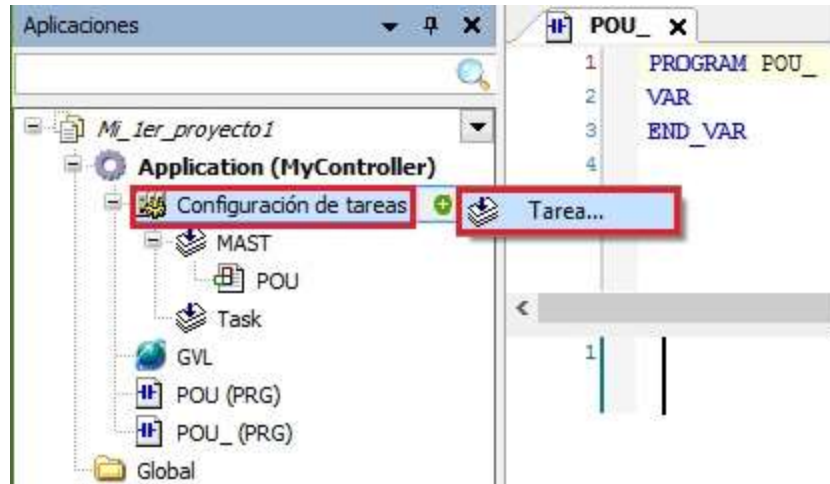 Aplicaciones
Mi_1er_proyecto1
Application (MyController)
Configuración de tareas
MAST
POU
Task
GVL
POU (PRG)
POU_ (PRG)
Global
Tarea...
POU_
1 PROGRAM POU_
2 VAR
3 END_VAR
4
1